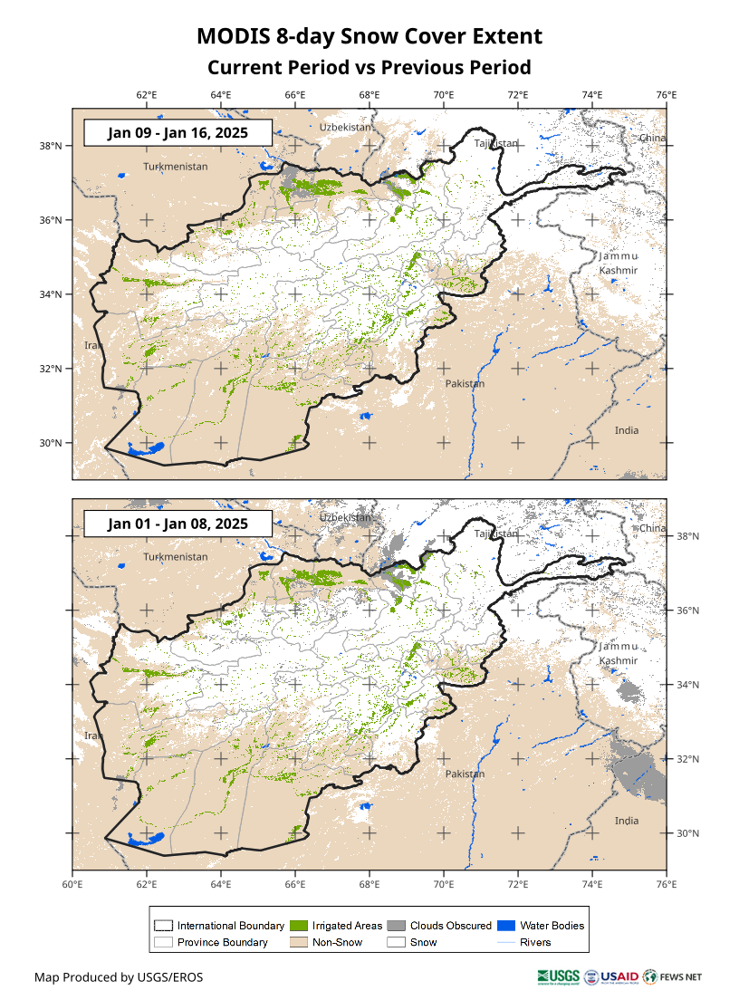 MODIS 8-day Snow Cover Extent
Current Period vs Previous Period
62°E 64°E 66°E 68°E 70°E 72°E 74°E 76°E
Jan 09 - Jan 16, 2025
Uzbekistan
Tajikistan
China
38°N
Turkmenistan
36°N
Jammu
Kashmir
34°N
Iran
32°N
Pakistan
India
30°N
Jan 01 - Jan 08, 2025
Uzbekistan
Tajikistan
China
38°N
Turkmenistan
36°N
Jammu
Kashmir
34°N
Iran
32°N
Pakistan
India
30°N
60°E 62°E 64°E 66°E 68°E 70°E 72°E 74°E 76°E
International Boundary Irrigated Areas Clouds Obscured Water Bodies
Province Boundary Non-Snow Snow Rivers
Map Produced by USGS/EROS
USGS USAID FEWS NET